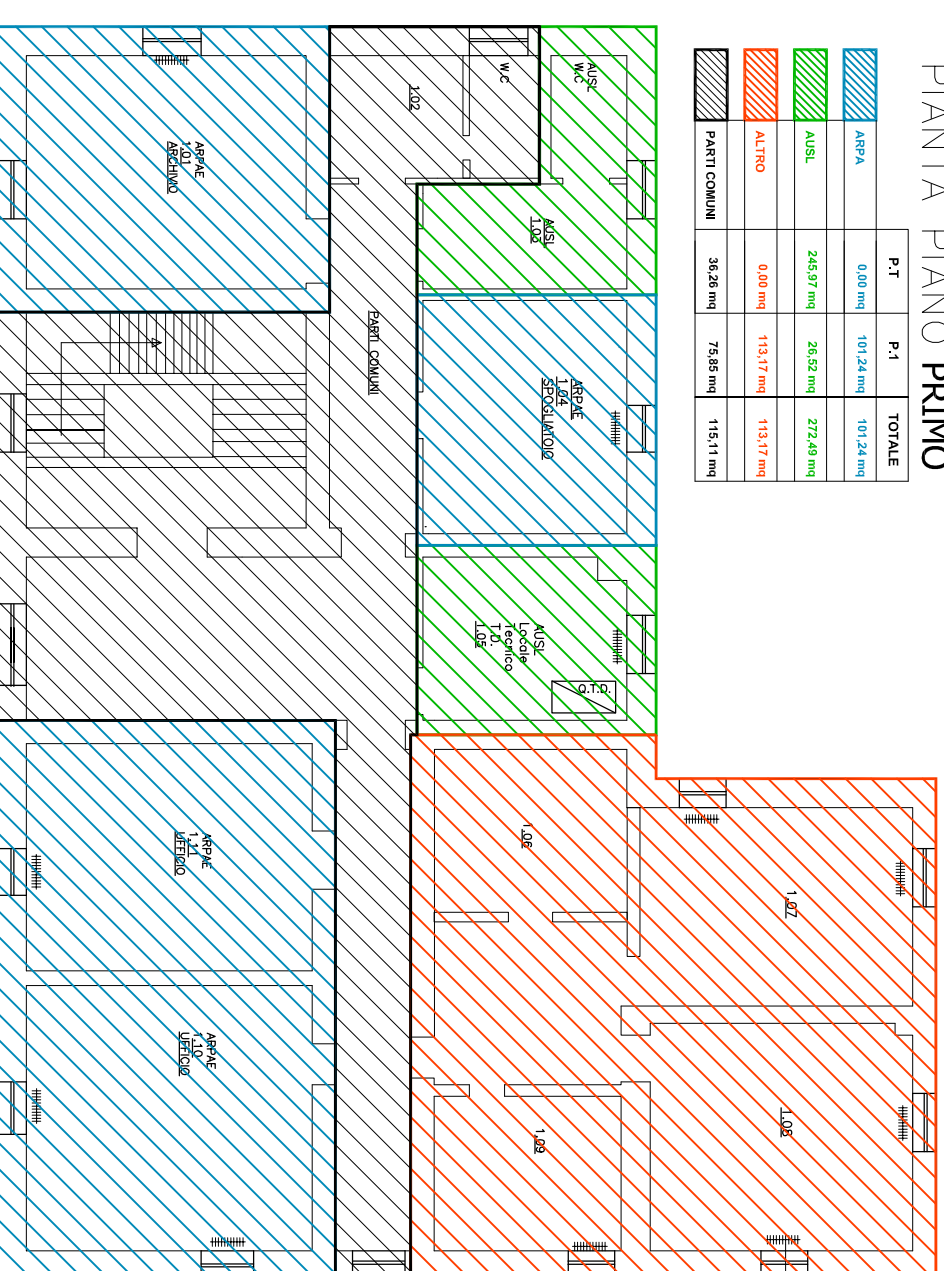 PIANTA PIANO PRIMO
P.T P.1 TOTALE
ARPA 0,00 mq 101,24 mq 101,24 mq
AUSL 245,97 mq 26,52 mq 272,49 mq
ALTRO 0,00 mq 113,17 mq 113,17 mq
PARTI COMUNI 36,26 mq 75,85 mq 115,11 mq
AUSL
W.C
W.C
1.02
AUSL
1.03
ARPAE
1.01
ARCHIVIO
PARTI COMUNI
ARPAE
1.04
SPOGLIATOIO
AUSL
Locale
Tecnico
T.D.
1.05
Q.T.D.
1.06
1.07
1.08
1.09
ARPAE
1.11
UFFICIO
ARPAE
1.10
UFFICIO